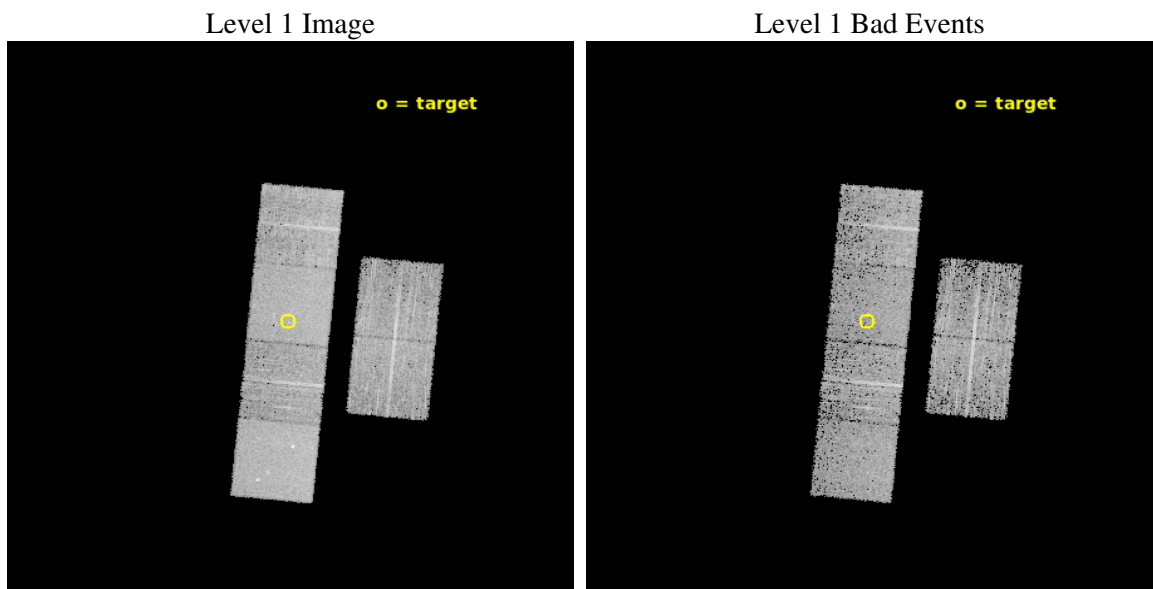 Level 1 Image
Level 1 Bad Events
o = target
o = target